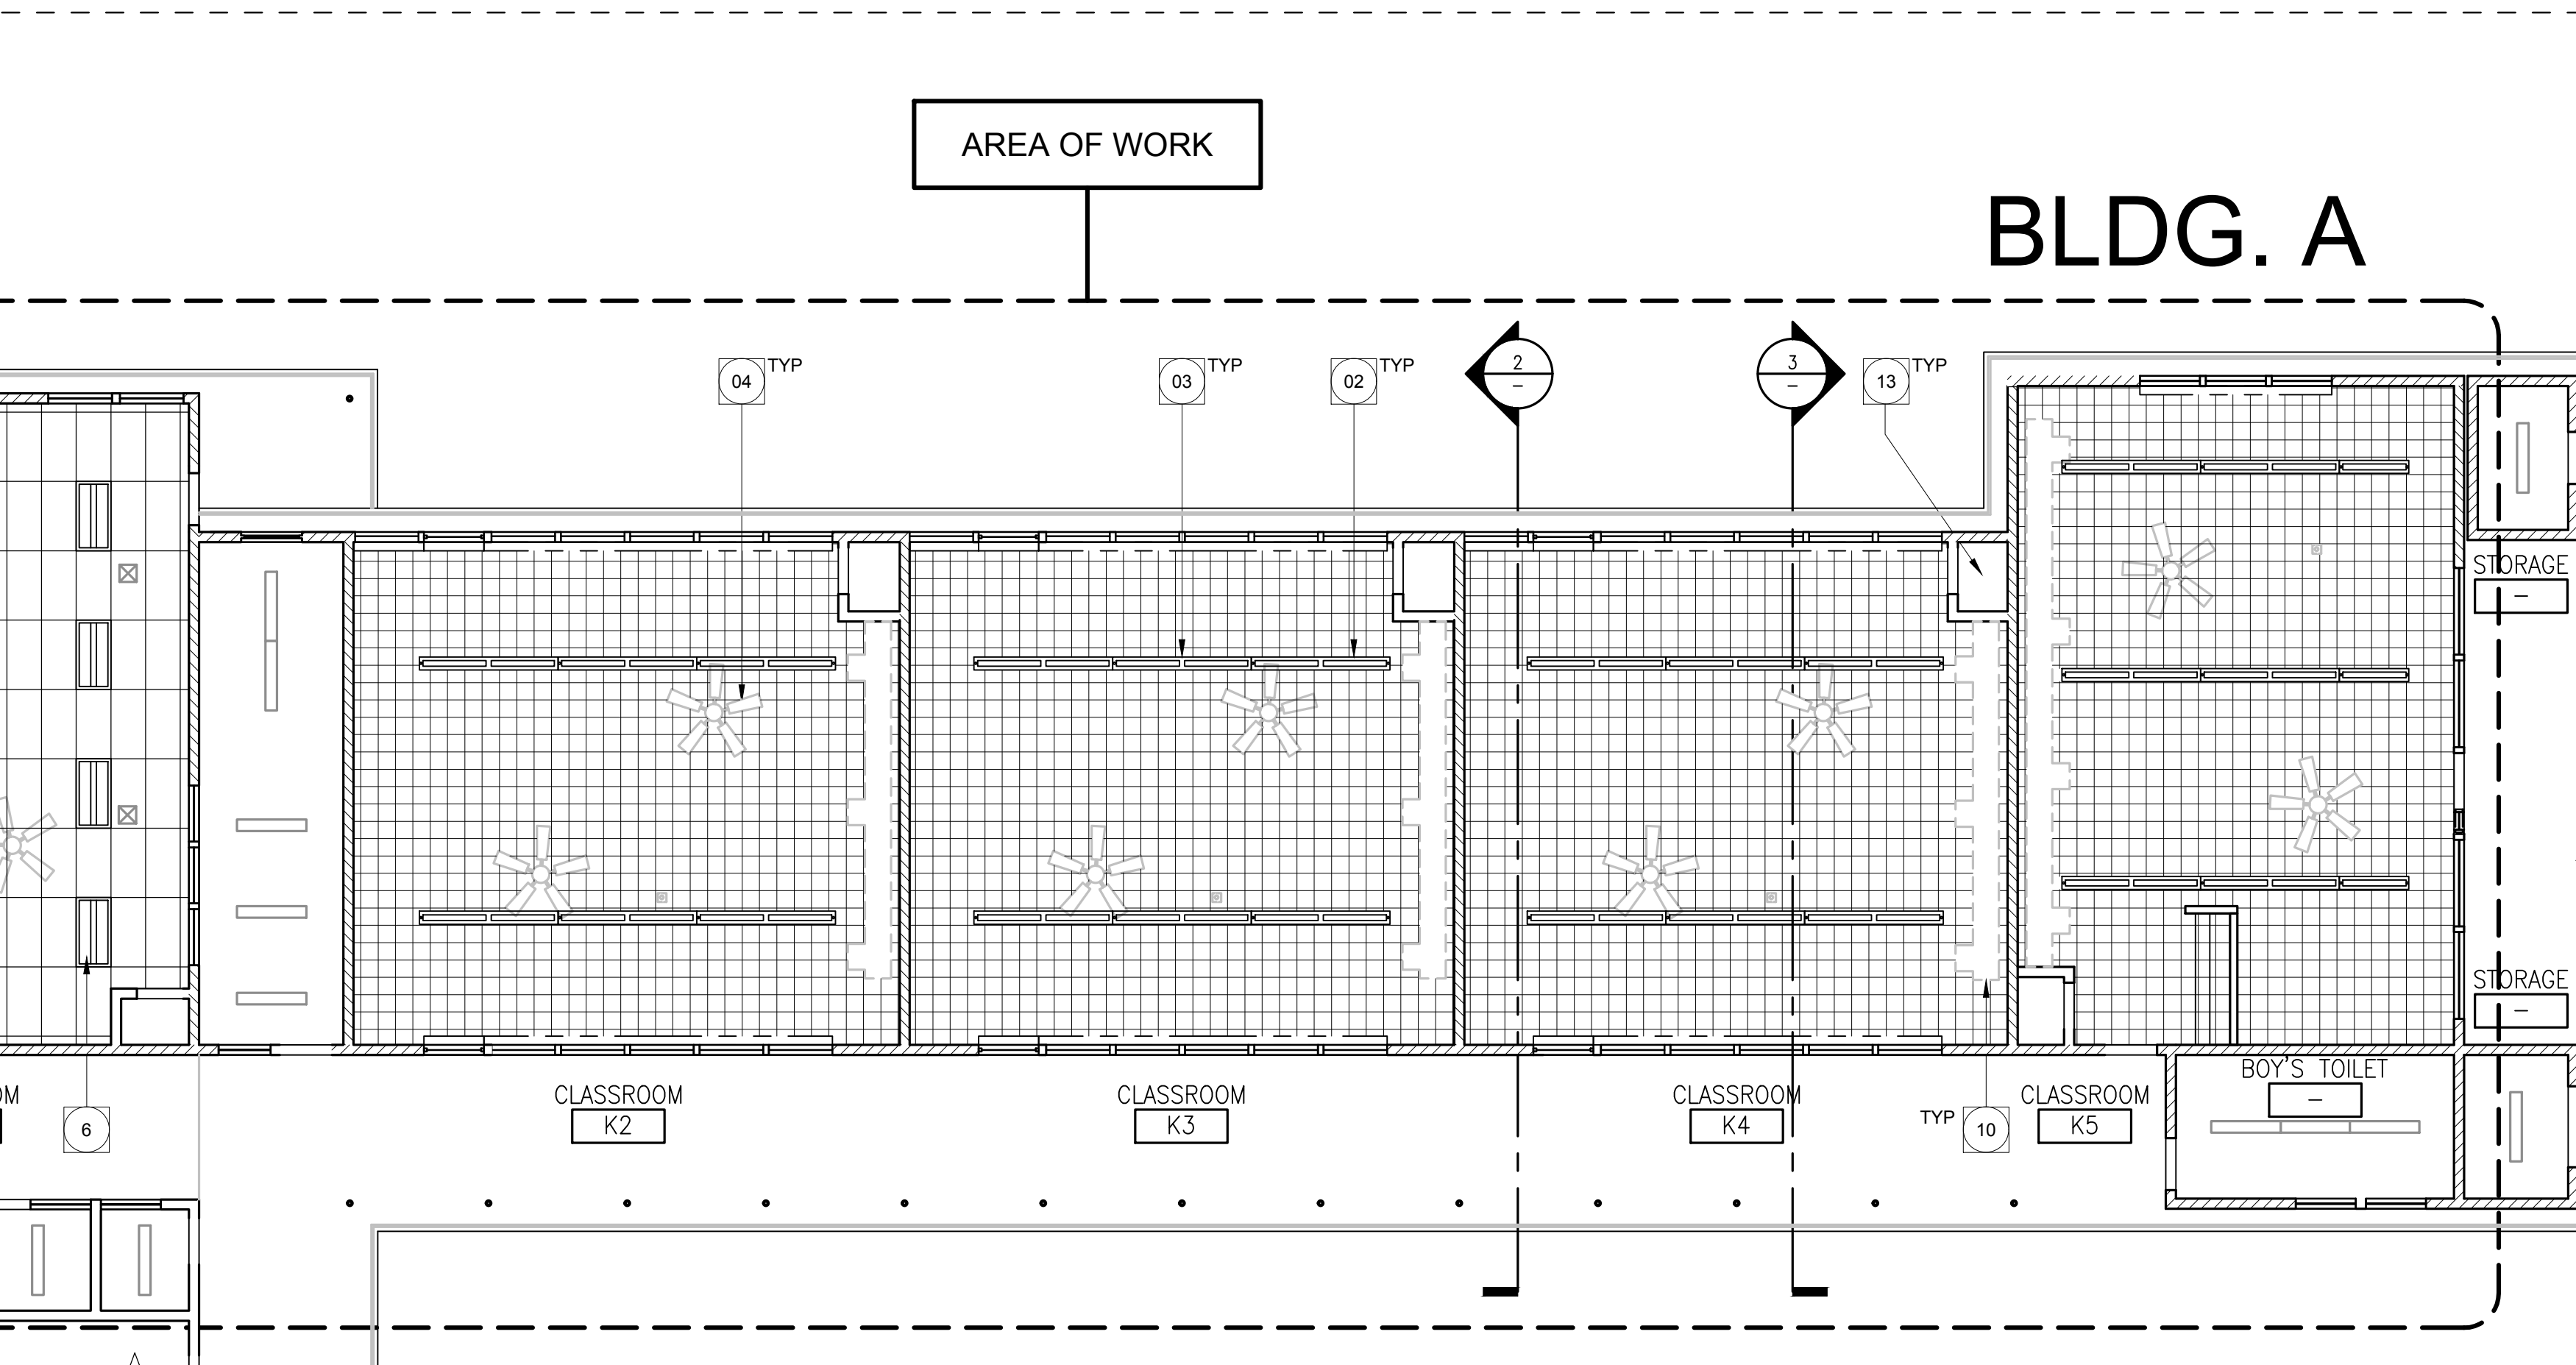 AREA OF WORK
BLDG. A
04 TYP
03 TYP
02 TYP
2
–
3
–
13 TYP
STORAGE
–
STORAGE
–
BOY'S TOILET
–
6
CLASSROOM
K2
CLASSROOM
K3
CLASSROOM
K4
TYP 10
CLASSROOM
K5